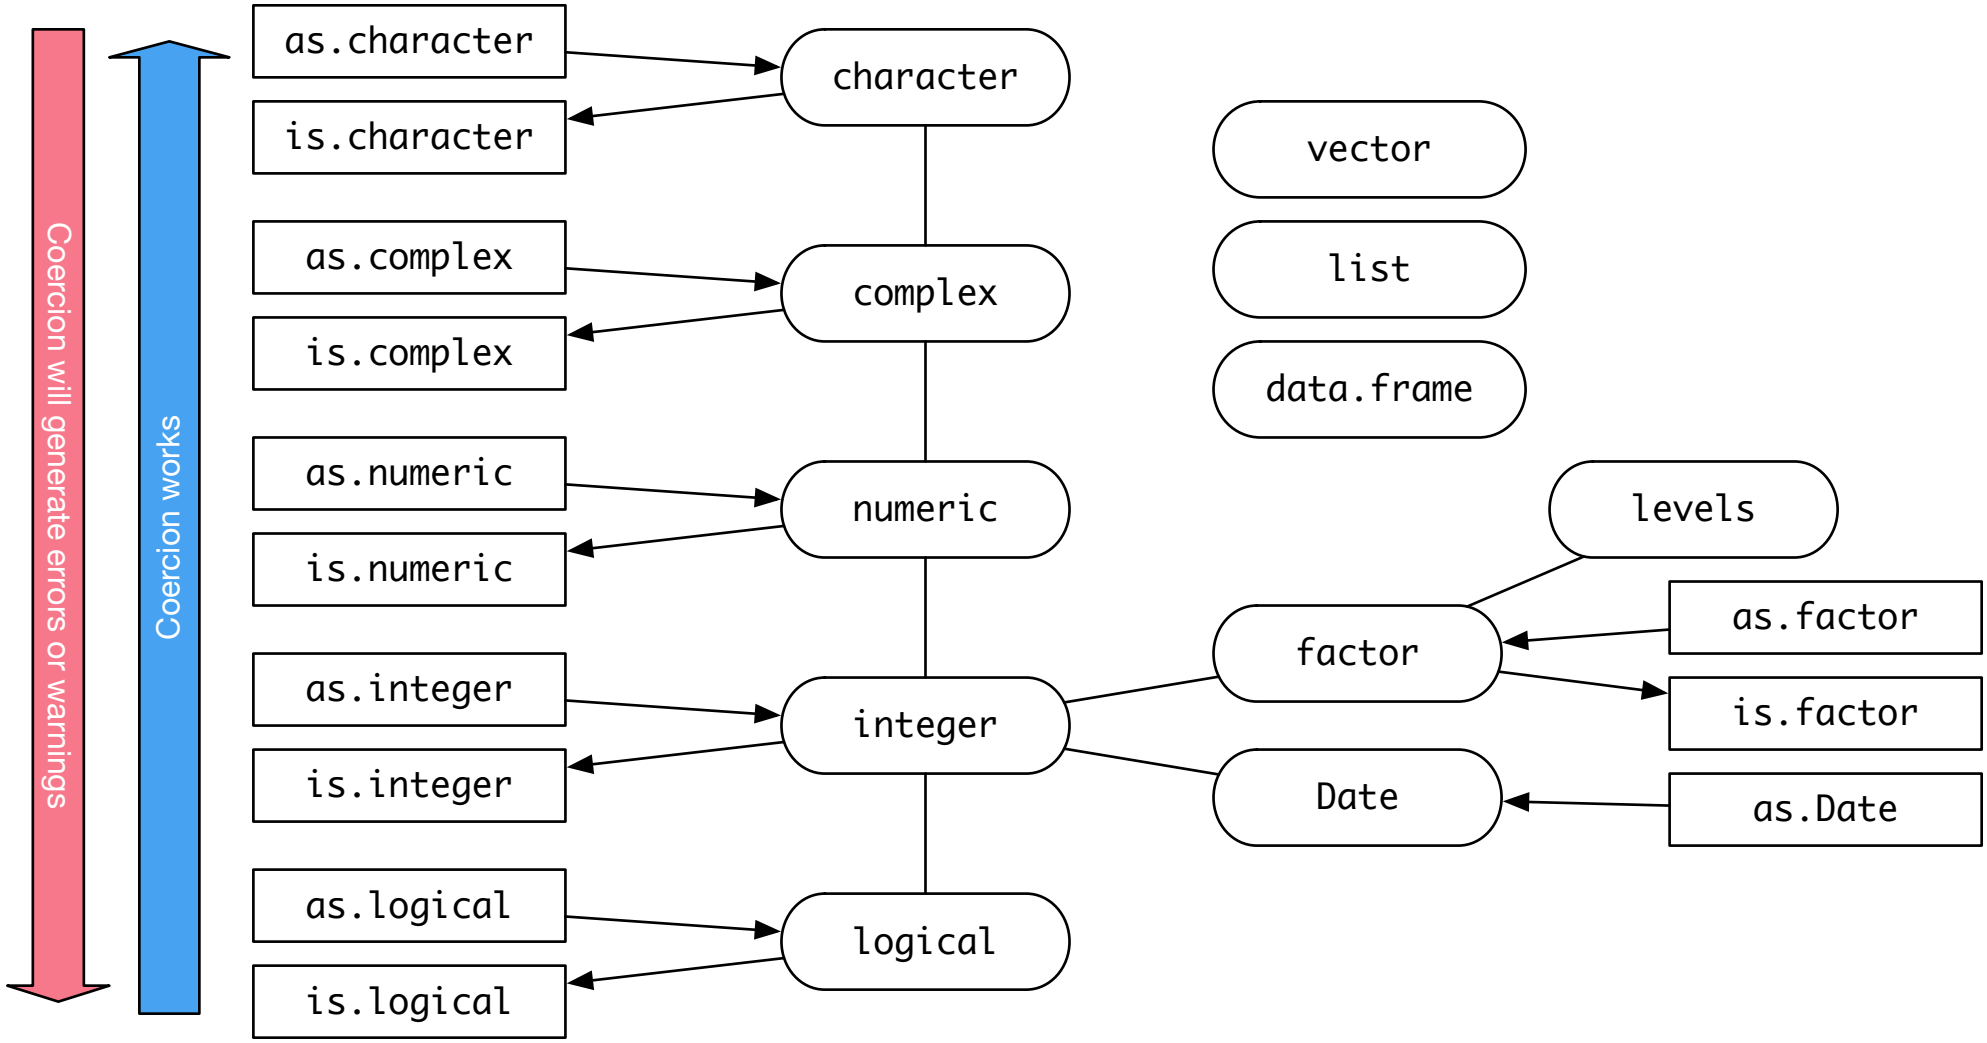 Coercion will generate errors or warnings
Coercion works
as.character
is.character
as.complex
is.complex
as.numeric
is.numeric
as.integer
is.integer
as.logical
is.logical
character
complex
numeric
integer
logical
vector
list
data.frame
levels
factor
Date
as.factor
is.factor
as.Date